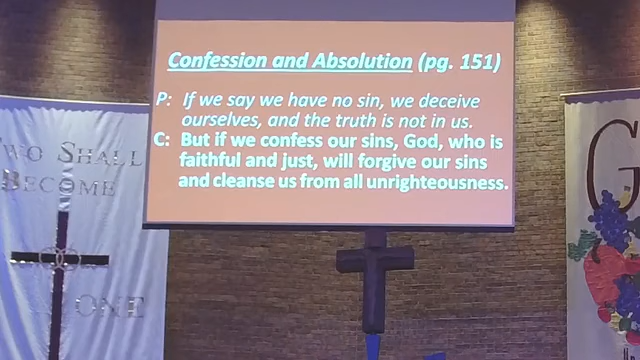 Confession and Absolution (pg. 151)
P: If we say we have no sin, we deceive
ourselves, and the truth is not in us.
C: But if we confess our sins, God, who is
faithful and just, will forgive our sins
and cleanse us from all unrighteousness.
TWO SHALL
BECOME
ONE
G